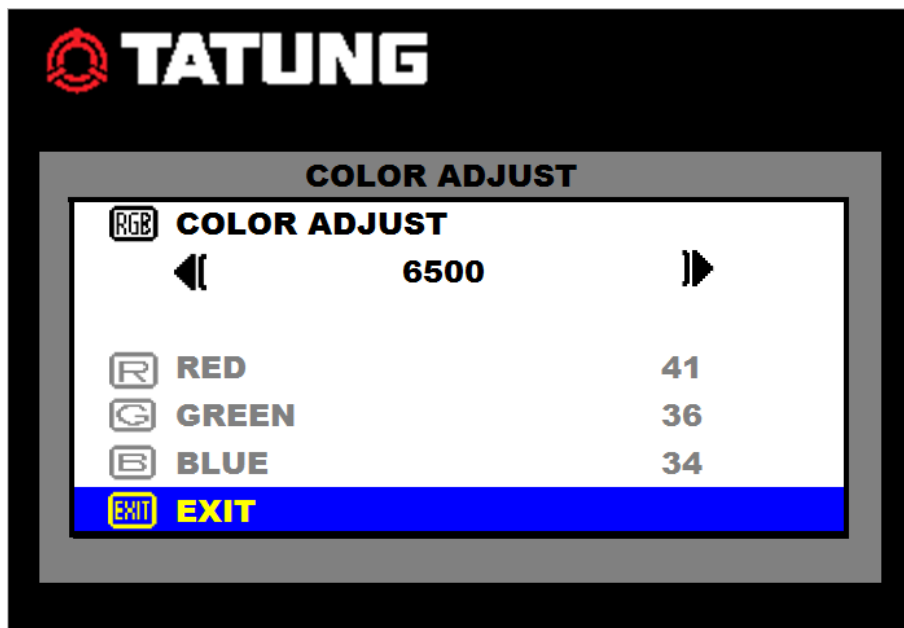 TATUNG
COLOR ADJUST
RGB COLOR ADJUST
6500
R RED 41
G GREEN 36
B BLUE 34
EXIT EXIT